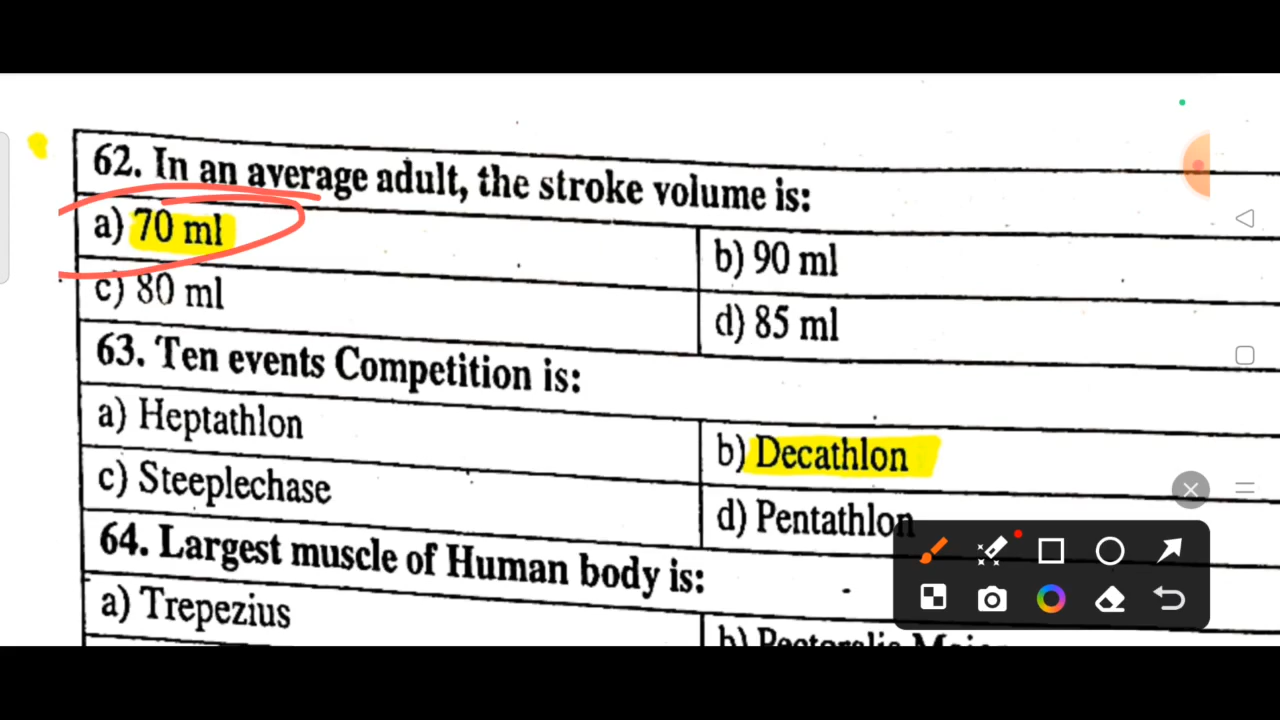 62. In an average adult, the stroke volume is:
a) 70 ml
b) 90 ml
c) 80 ml
d) 85 ml
63. Ten events Competition is:
a) Heptathlon
b) Decathlon
c) Steeplechase
d) Pentathlon
64. Largest muscle of Human body is:
a) Trepezius
b) Pectoralis